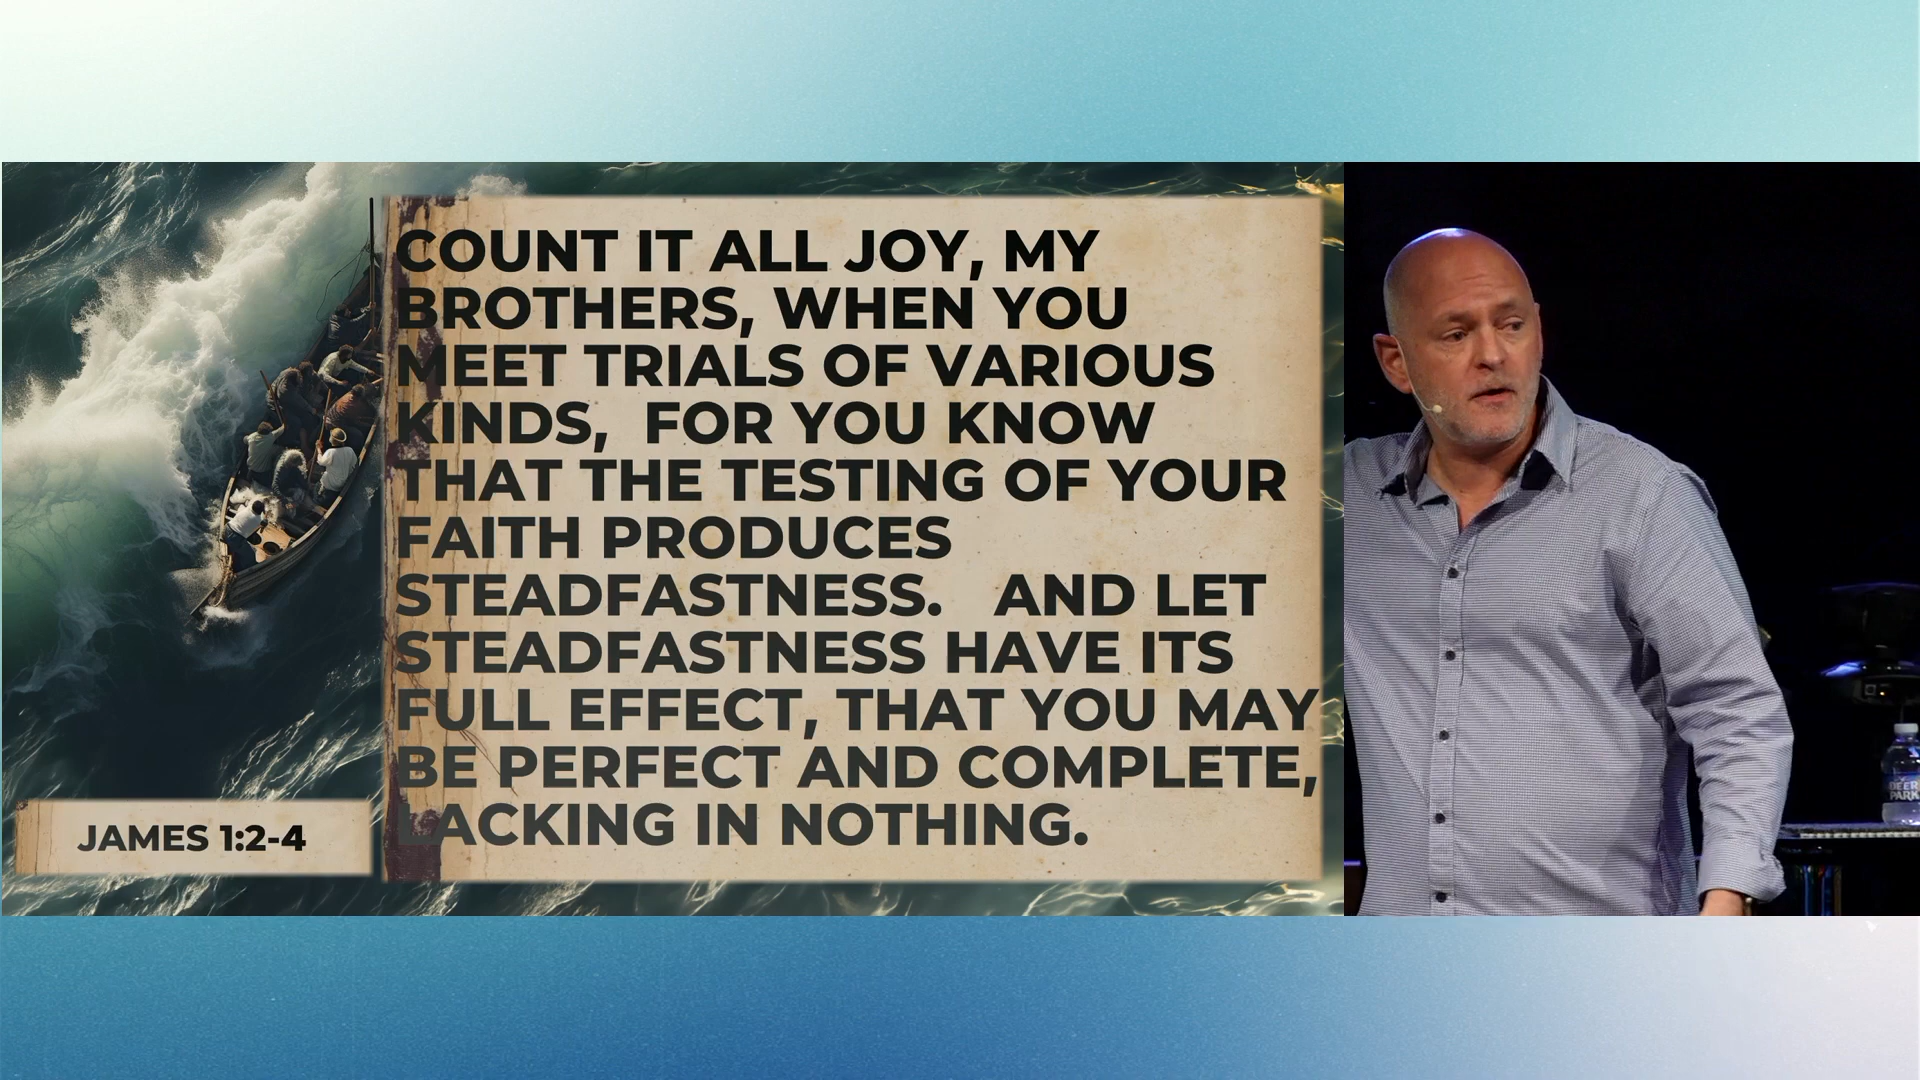 COUNT IT ALL JOY, MY
BROTHERS, WHEN YOU
MEET TRIALS OF VARIOUS
KINDS, FOR YOU KNOW
THAT THE TESTING OF YOUR
FAITH PRODUCES
STEADFASTNESS. AND LET
STEADFASTNESS HAVE ITS
FULL EFFECT, THAT YOU MAY
BE PERFECT AND COMPLETE,
LACKING IN NOTHING.
JAMES 1:2-4
DEER
PARK